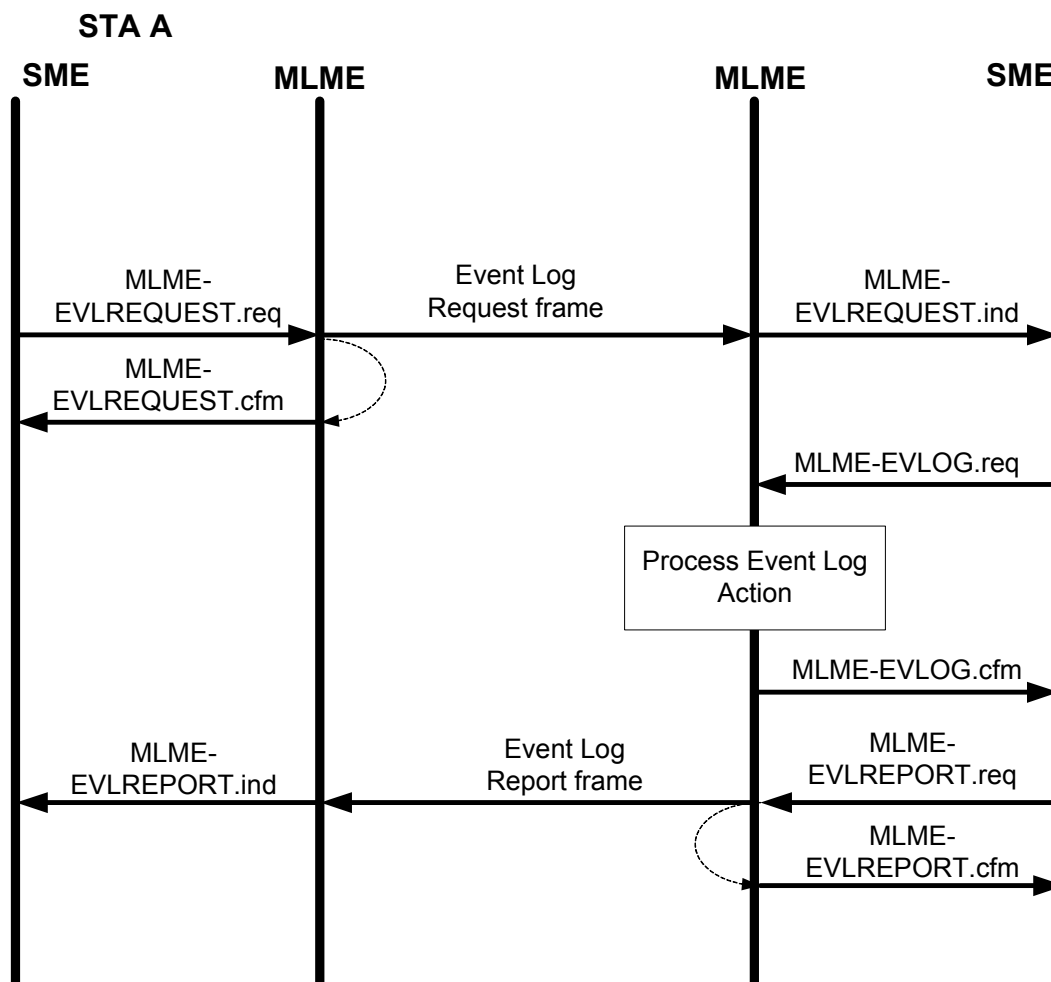 STA A
SME
MLME
MLME
SME
MLME-
EVLREQUEST.req
Event Log
Request frame
MLME-
EVLREQUEST.ind
MLME-
EVLREQUEST.cfm
MLME-EVLOG.req
Process Event Log
Action
MLME-EVLOG.cfm
MLME-
EVLREPORT.ind
Event Log
Report frame
MLME-
EVLREPORT.req
MLME-
EVLREPORT.cfm